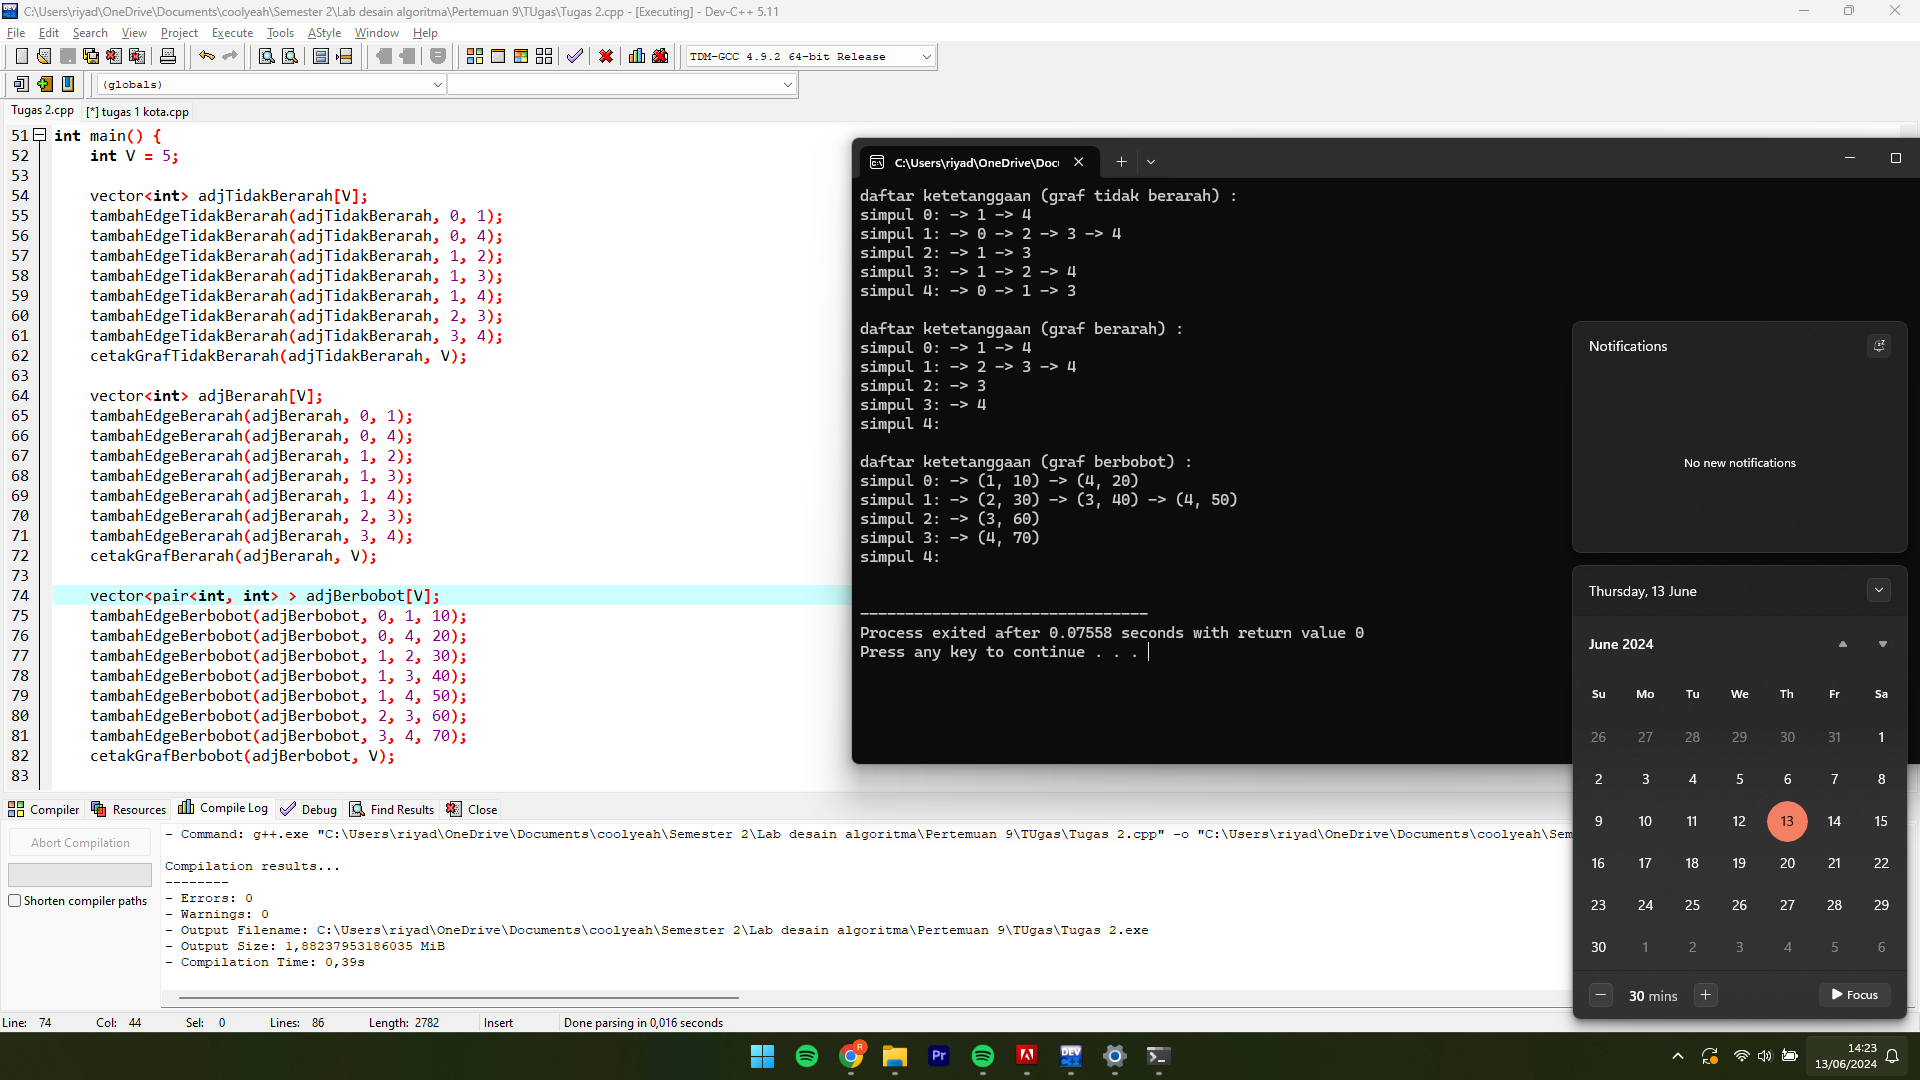 C:\Users\riyad\OneDrive\Documents\coolyeah\Semester 2\Lab desain algoritma\Pertemuan 9\TUgas\Tugas 2.cpp - [Executing] - Dev-C++ 5.11
File Edit Search View Project Execute Tools AStyle Window Help
TDM-GCC 4.9.2 64-bit Release
(globals)
Tugas 2.cpp [*] tugas 1 kota.cpp
51 int main() {
52 int V = 5;
53
54 vector<int> adjTidakBerarah[V];
55 tambahEdgeTidakBerarah(adjTidakBerarah, 0, 1);
56 tambahEdgeTidakBerarah(adjTidakBerarah, 0, 4);
57 tambahEdgeTidakBerarah(adjTidakBerarah, 1, 2);
58 tambahEdgeTidakBerarah(adjTidakBerarah, 1, 3);
59 tambahEdgeTidakBerarah(adjTidakBerarah, 1, 4);
60 tambahEdgeTidakBerarah(adjTidakBerarah, 2, 3);
61 tambahEdgeTidakBerarah(adjTidakBerarah, 3, 4);
62 cetakGrafTidakBerarah(adjTidakBerarah, V);
63
64 vector<int> adjBerarah[V];
65 tambahEdgeBerarah(adjBerarah, 0, 1);
66 tambahEdgeBerarah(adjBerarah, 0, 4);
67 tambahEdgeBerarah(adjBerarah, 1, 2);
68 tambahEdgeBerarah(adjBerarah, 1, 3);
69 tambahEdgeBerarah(adjBerarah, 1, 4);
70 tambahEdgeBerarah(adjBerarah, 2, 3);
71 tambahEdgeBerarah(adjBerarah, 3, 4);
72 cetakGrafBerarah(adjBerarah, V);
73
74 vector<pair<int, int> > adjBerbobot[V];
75 tambahEdgeBerbobot(adjBerbobot, 0, 1, 10);
76 tambahEdgeBerbobot(adjBerbobot, 0, 4, 20);
77 tambahEdgeBerbobot(adjBerbobot, 1, 2, 30);
78 tambahEdgeBerbobot(adjBerbobot, 1, 3, 40);
79 tambahEdgeBerbobot(adjBerbobot, 1, 4, 50);
80 tambahEdgeBerbobot(adjBerbobot, 2, 3, 60);
81 tambahEdgeBerbobot(adjBerbobot, 3, 4, 70);
82 cetakGrafBerbobot(adjBerbobot, V);
83
C:\Users\riyad\OneDrive\Docu
daftar ketetanggaan (graf tidak berarah) :
simpul 0: -> 1 -> 4
simpul 1: -> 0 -> 2 -> 3 -> 4
simpul 2: -> 1 -> 3
simpul 3: -> 1 -> 2 -> 4
simpul 4: -> 0 -> 1 -> 3
daftar ketetanggaan (graf berarah) :
simpul 0: -> 1 -> 4
simpul 1: -> 2 -> 3 -> 4
simpul 2: -> 3
simpul 3: -> 4
simpul 4:
daftar ketetanggaan (graf berbobot) :
simpul 0: -> (1, 10) -> (4, 20)
simpul 1: -> (2, 30) -> (3, 40) -> (4, 50)
simpul 2: -> (3, 60)
simpul 3: -> (4, 70)
simpul 4:
--------------------------------
Process exited after 0.07558 seconds with return value 0
Press any key to continue . . .
Notifications
No new notifications
Thursday, 13 June
June 2024
Su Mo Tu We Th Fr Sa
26 27 28 29 30 31 1
2 3 4 5 6 7 8
9 10 11 12 13 14 15
16 17 18 19 20 21 22
23 24 25 26 27 28 29
30 1 2 3 4 5 6
30 mins Focus
Compiler Resources Compile Log Debug Find Results Close
Abort Compilation
Shorten compiler paths
- Command: g++.exe "C:\Users\riyad\OneDrive\Documents\coolyeah\Semester 2\Lab desain algoritma\Pertemuan 9\TUgas\Tugas 2.cpp" -o "C:\Users\riyad\OneDrive\Documents\coolyeah\Sem
Compilation results...
--------
- Errors: 0
- Warnings: 0
- Output Filename: C:\Users\riyad\OneDrive\Documents\coolyeah\Semester 2\Lab desain algoritma\Pertemuan 9\TUgas\Tugas 2.exe
- Output Size: 1,88237953186035 MiB
- Compilation Time: 0,39s
Line: 74 Col: 44 Sel: 0 Lines: 86 Length: 2782 Insert Done parsing in 0,016 seconds
R
Pr
DEV
14:23
13/06/2024